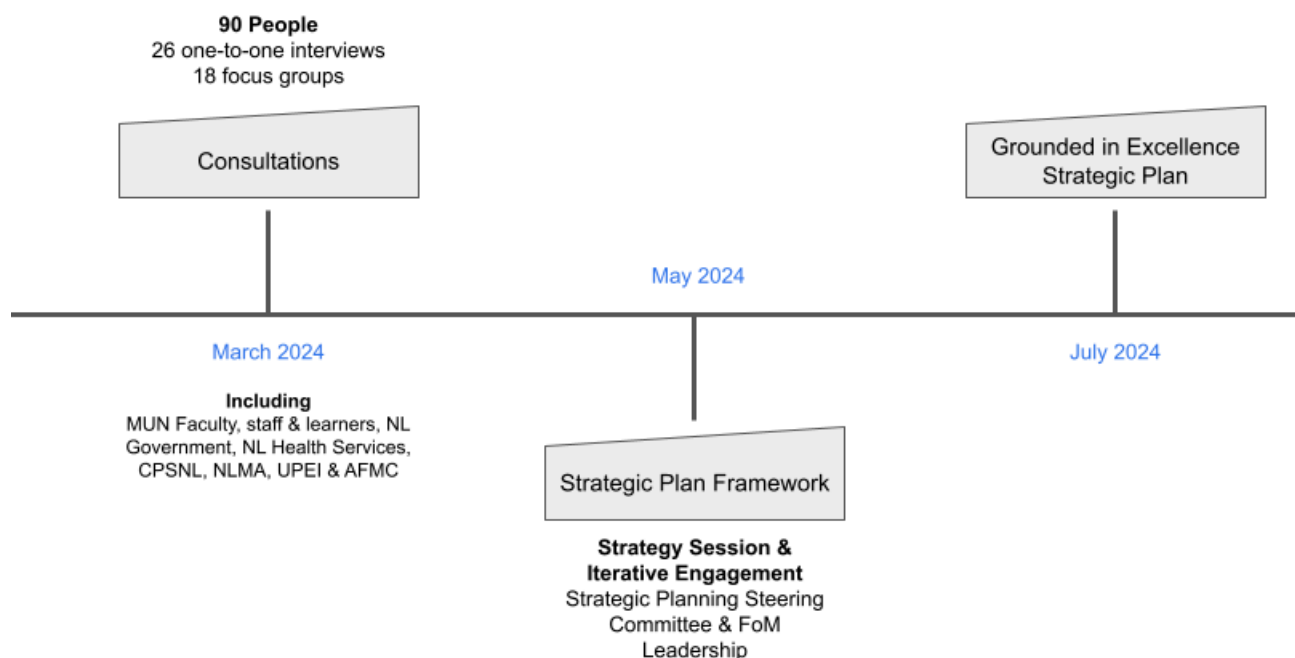 90 People
26 one-to-one interviews
18 focus groups
Consultations
March 2024
Including
MUN Faculty, staff & learners, NL
Government, NL Health Services,
CPSNL, NLMA, UPEI & AFMC
May 2024
Strategic Plan Framework
Strategy Session &
Iterative Engagement
Strategic Planning Steering
Committee & FoM
Leadership
Grounded in Excellence
Strategic Plan
July 2024